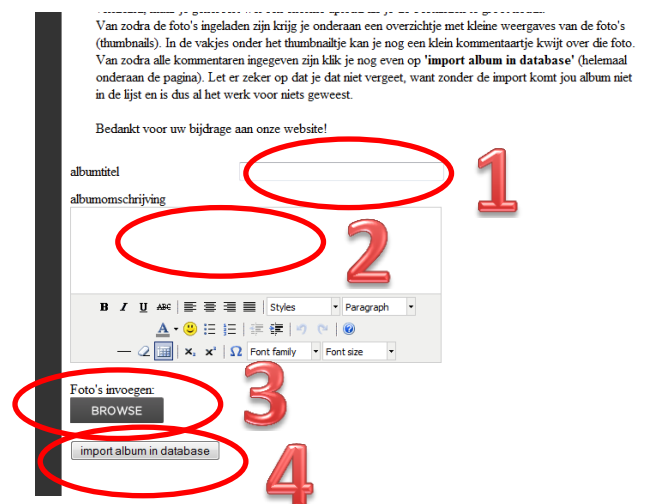 Van zodra de foto's ingeladen zijn krijg je onderaan een overzichtje met kleine weergaves van de foto's
(thumbnails). In de vakjes onder het thumbnailtje kan je nog een klein kommentaartje kwijt over die foto.
Van zodra alle kommentaren ingegeven zijn klik je nog even op 'import album in database' (helemaal
onderaan de pagina). Let er zeker op dat je dat niet vergeet, want zonder de import komt jou album niet
in de lijst en is dus al het werk voor niets geweest.
Bedankt voor uw bijdrage aan onze website!
albumtitel
1
albumomschrijving
2
B I U ABC Styles Paragraph
A
x₂ x² Ω Font family Font size
Foto's invoegen:
3
BROWSE
import album in database
4